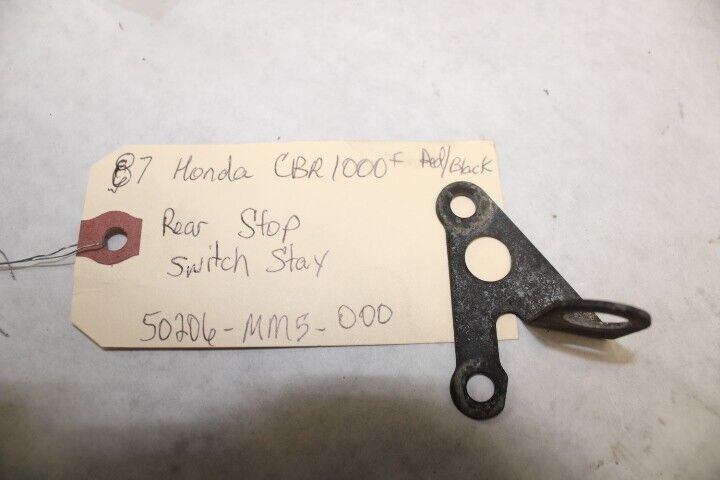 87 Honda CBR1000F Red/Black
Rear Stop
Switch Stay
50206-MM5-000